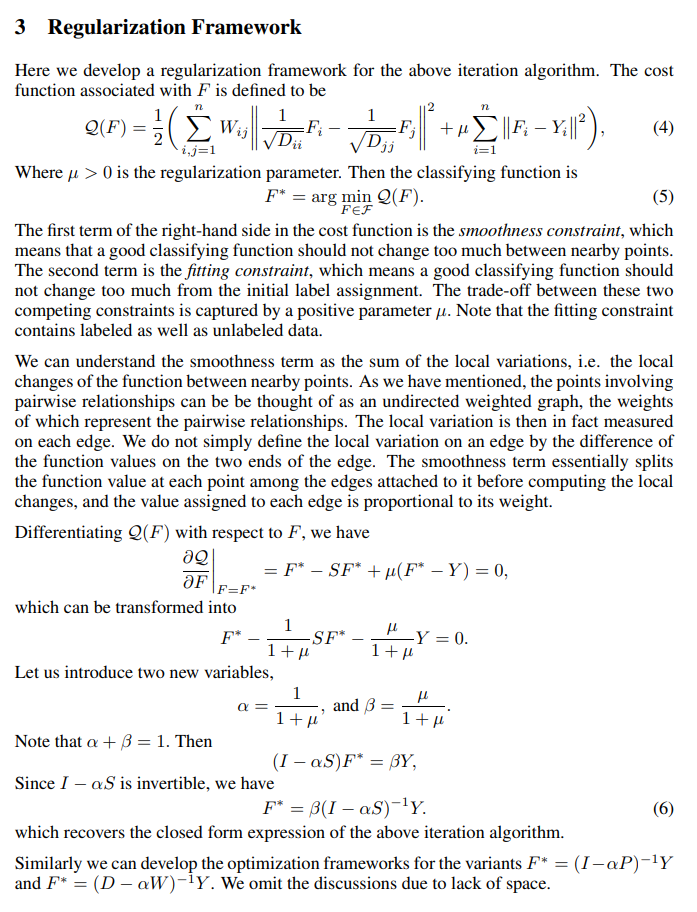 3 Regularization Framework
Here we develop a regularization framework for the above iteration algorithm. The cost
function associated with F is defined to be
$\mathcal{Q}(F) = \frac{1}{2}\left( \sum_{i,j=1}^{n} W_{ij} \left\| \frac{1}{\sqrt{D_{ii}}} F_i - \frac{1}{\sqrt{D_{jj}}} F_j \right\|^2 + \mu \sum_{i=1}^{n} \left\| F_i - Y_i \right\|^2 \right),$ (4)
Where μ > 0 is the regularization parameter. Then the classifying function is
$F^* = \arg\min_{F \in \mathcal{F}} \mathcal{Q}(F).$ (5)
The first term of the right-hand side in the cost function is the smoothness constraint, which
means that a good classifying function should not change too much between nearby points.
The second term is the fitting constraint, which means a good classifying function should
not change too much from the initial label assignment. The trade-off between these two
competing constraints is captured by a positive parameter μ. Note that the fitting constraint
contains labeled as well as unlabeled data.
We can understand the smoothness term as the sum of the local variations, i.e. the local
changes of the function between nearby points. As we have mentioned, the points involving
pairwise relationships can be be thought of as an undirected weighted graph, the weights
of which represent the pairwise relationships. The local variation is then in fact measured
on each edge. We do not simply define the local variation on an edge by the difference of
the function values on the two ends of the edge. The smoothness term essentially splits
the function value at each point among the edges attached to it before computing the local
changes, and the value assigned to each edge is proportional to its weight.
Differentiating $\mathcal{Q}(F)$ with respect to F, we have
$\left. \frac{\partial \mathcal{Q}}{\partial F} \right|_{F=F^*} = F^* - SF^* + \mu(F^* - Y) = 0,$
which can be transformed into
$F^* - \frac{1}{1+\mu} SF^* - \frac{\mu}{1+\mu} Y = 0.$
Let us introduce two new variables,
$\alpha = \frac{1}{1+\mu}, \text{ and } \beta = \frac{\mu}{1+\mu}.$
Note that α + β = 1. Then
$(I - \alpha S)F^* = \beta Y,$
Since I − αS is invertible, we have
$F^* = \beta(I - \alpha S)^{-1} Y.$ (6)
which recovers the closed form expression of the above iteration algorithm.
Similarly we can develop the optimization frameworks for the variants $F^* = (I - \alpha P)^{-1} Y$
and $F^* = (D - \alpha W)^{-1} Y$. We omit the discussions due to lack of space.